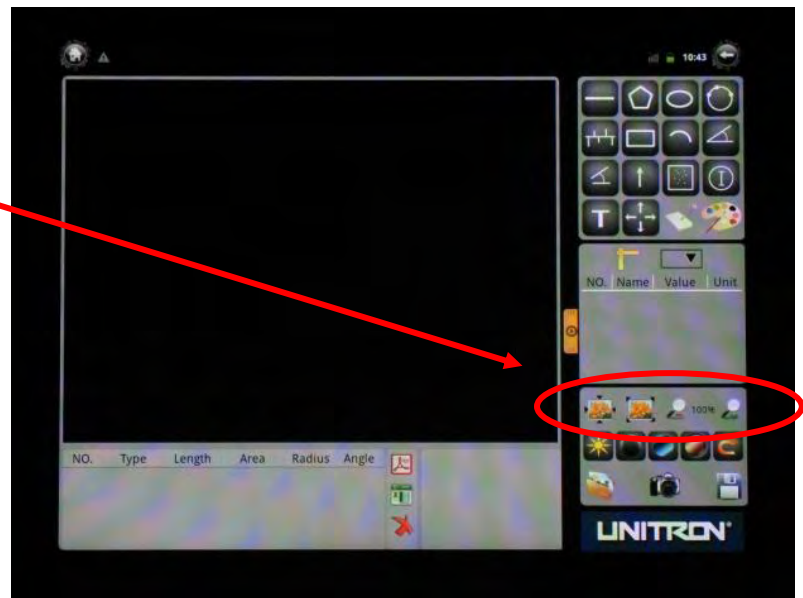 10:43
T
NO. Name Value Unit
100%
NO. Type Length Area Radius Angle
UNITRON